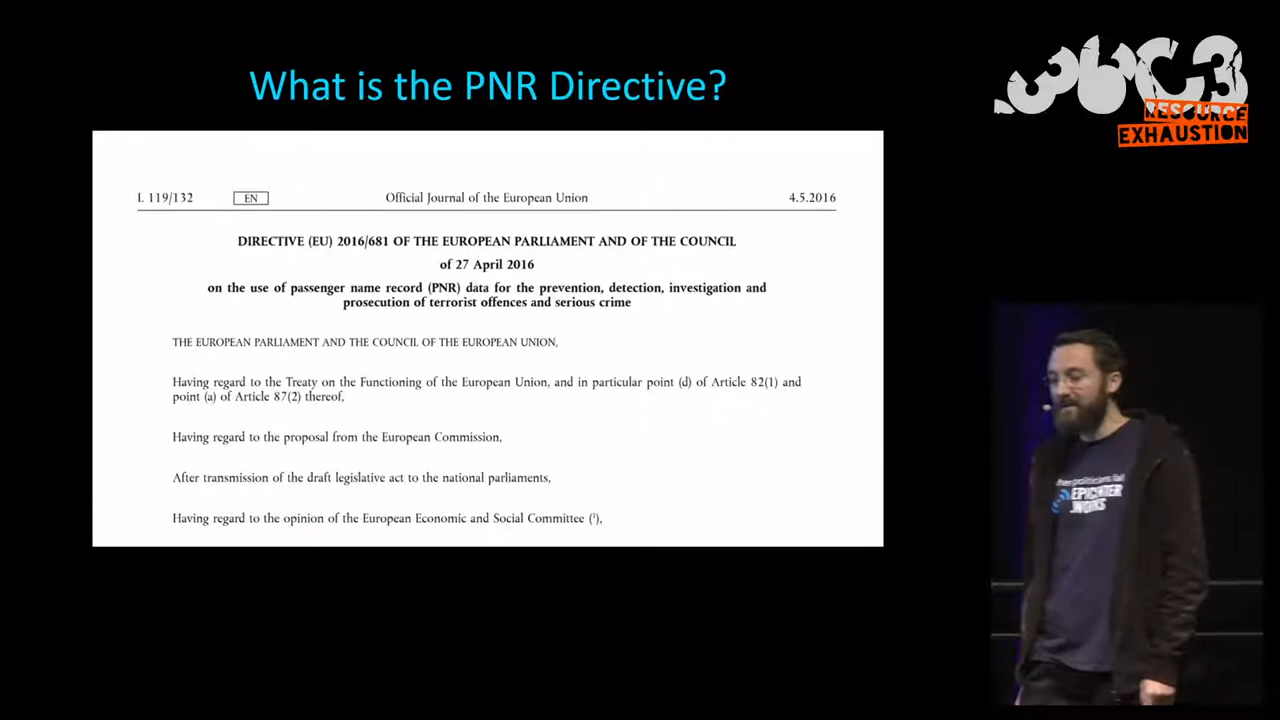 What is the PNR Directive?
36C3
RESOURCE
EXHAUSTION
L 119/132 EN Official Journal of the European Union 4.5.2016
DIRECTIVE (EU) 2016/681 OF THE EUROPEAN PARLIAMENT AND OF THE COUNCIL
of 27 April 2016
on the use of passenger name record (PNR) data for the prevention, detection, investigation and
prosecution of terrorist offences and serious crime
THE EUROPEAN PARLIAMENT AND THE COUNCIL OF THE EUROPEAN UNION,
Having regard to the Treaty on the Functioning of the European Union, and in particular point (d) of Article 82(1) and
point (a) of Article 87(2) thereof,
Having regard to the proposal from the European Commission,
After transmission of the draft legislative act to the national parliaments,
Having regard to the opinion of the European Economic and Social Committee (¹),
politicians fail
EPICENTER
.WORKS